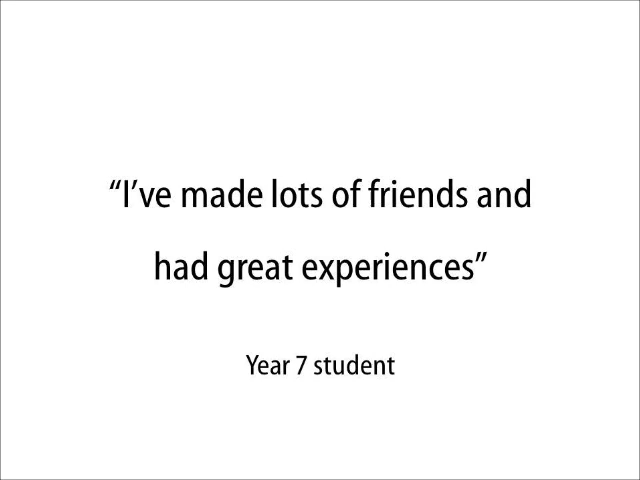 “I’ve made lots of friends and
had great experiences”
Year 7 student